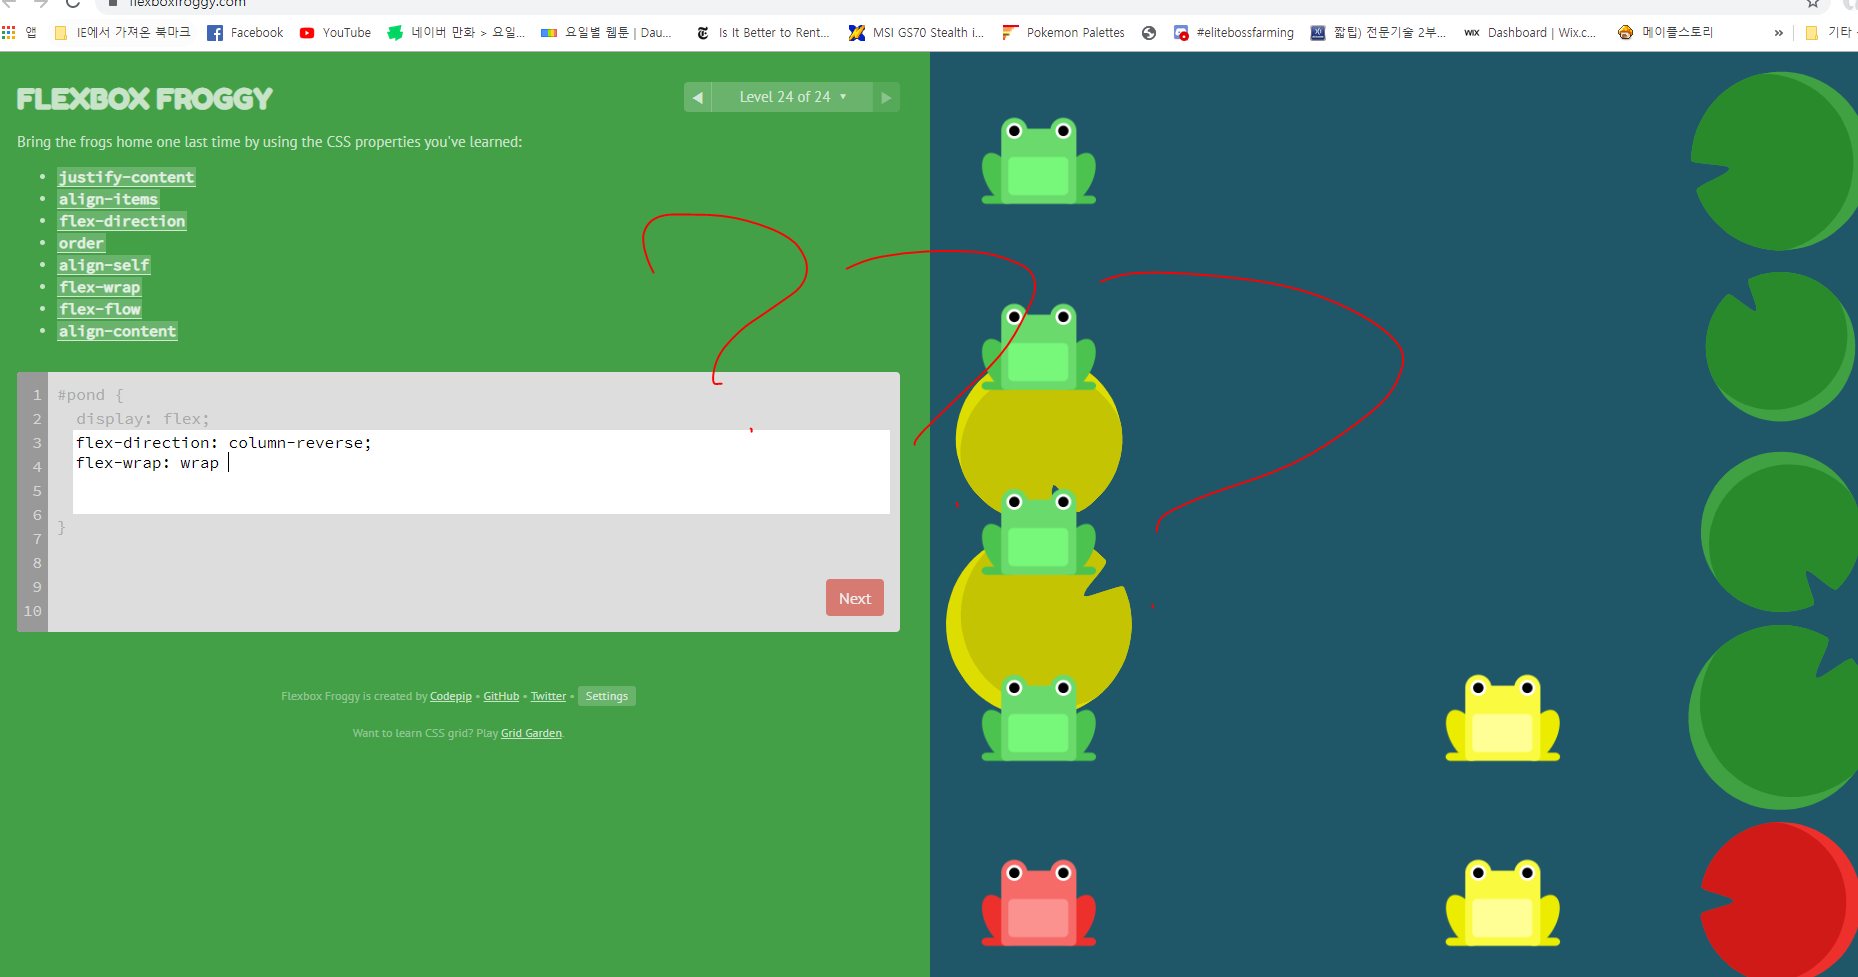 flexboxfroggy.com
앱 IE에서 가져온 북마크 Facebook YouTube 네이버 만화 > 요일... 요일별 웹툰 | Dau... Is It Better to Rent... MSI GS70 Stealth i... Pokemon Palettes #elitebossfarming 짧팁) 전문기술 2부... WIX Dashboard | Wix.c... 메이플스토리 » 기타
FLEXBOX FROGGY
◀ Level 24 of 24 ▼ ▶
Bring the frogs home one last time by using the CSS properties you've learned:
• justify-content
• align-items
• flex-direction
• order
• align-self
• flex-wrap
• flex-flow
• align-content
1 #pond {
2 display: flex;
3 flex-direction: column-reverse;
4 flex-wrap: wrap
5
6 }
7
8
9
10
Next
Flexbox Froggy is created by Codepip • GitHub • Twitter • Settings
Want to learn CSS grid? Play Grid Garden.